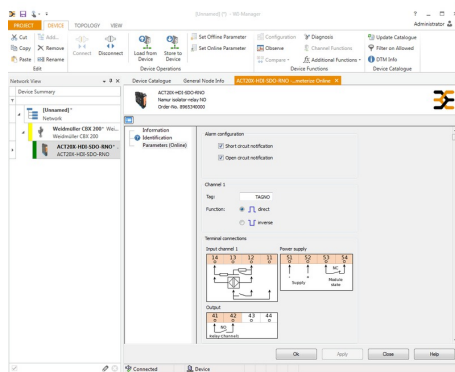 [Unnamed] (*) - WI-Manager
Administrator
PROJECT DEVICE TOPOLOGY VIEW
Cut
Copy
Paste
Edit
Add...
Remove
Rename
Connect
Disconnect
Load from Device
Store to Device
Device Operations
Set Offline Parameter
Set Online Parameter
Configuration
Observe
Compare
Diagnosis
Channel Functions
Additional Functions
Device Functions
Update Catalogue
Filter on Allowed
DTM Info
Device Catalogue
Network View
Device Summary
[Unnamed] *
Network
Weidmüller CBX 200* Wei...
Weidmüller CBX 200
ACT20X-HDI-SDO-RNO* -
ACT20X-HDI-SDO-RNO
Device Catalogue General Node Info
ACT20X-HDI-SDO-RNO
Namur isolator relay NO
Order-No. 8965340000
Information
Identification
Parameters (Online)
Alarm configuration
Short circuit notification
Open circuit notification
Channel 1
Tag: TAGNO
Function: direct
inverse
Terminal connections
Input channel 1 Power supply
14 13 12 11
51 52 53 54
NC
Supply
Module state
Output
41 42 43 44
NO
Relay (Channel)
Ok Apply Close Help
Connected Device